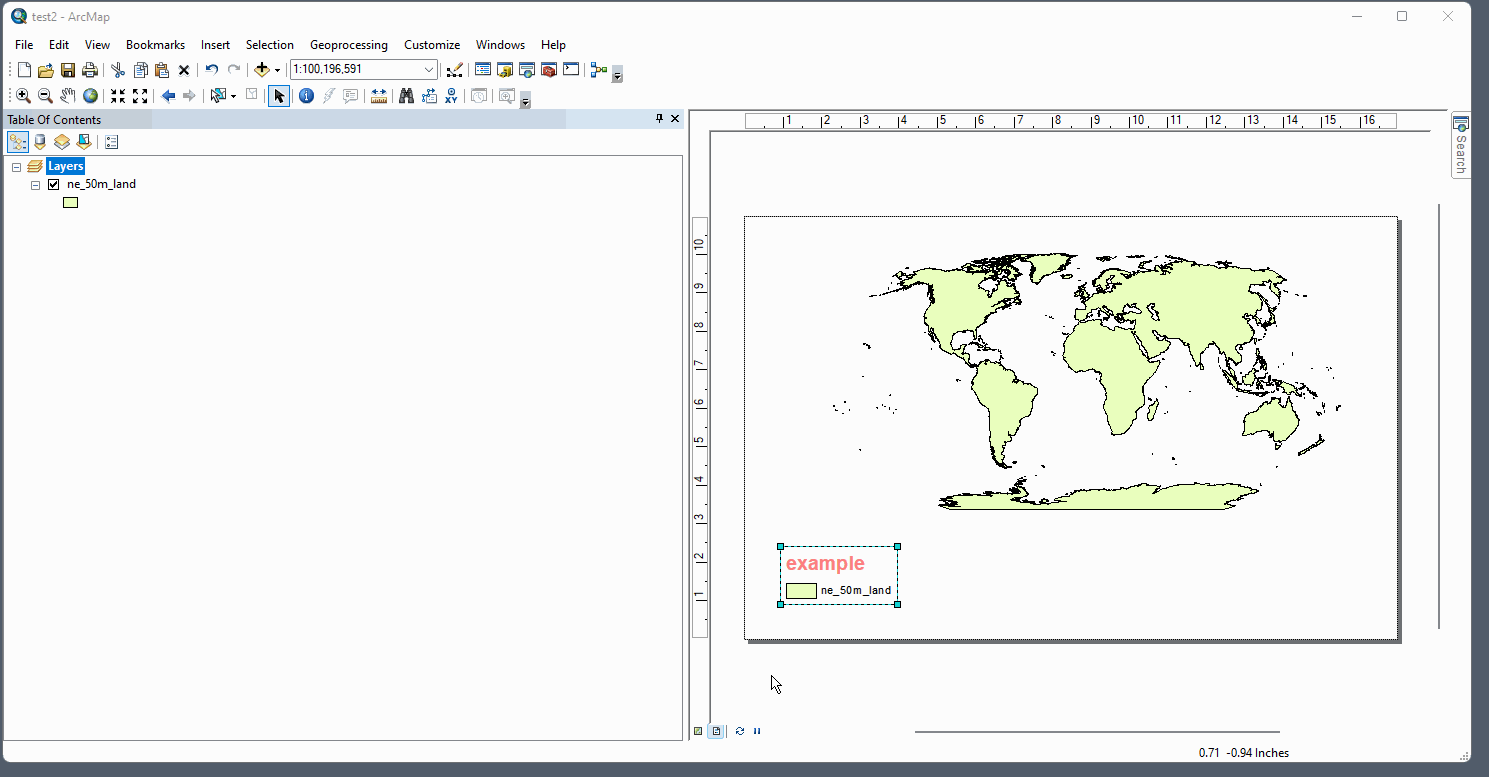 test2 - ArcMap
File Edit View Bookmarks Insert Selection Geoprocessing Customize Windows Help
1:100,196,591
XY
Table Of Contents
Layers
ne_50m_land
1 2 3 4 5 6 7 8 9 10 11 12 13 14 15 16
Search
10
9
8
7
6
5
4
3
2
1
example
ne_50m_land
0.71 -0.94 Inches